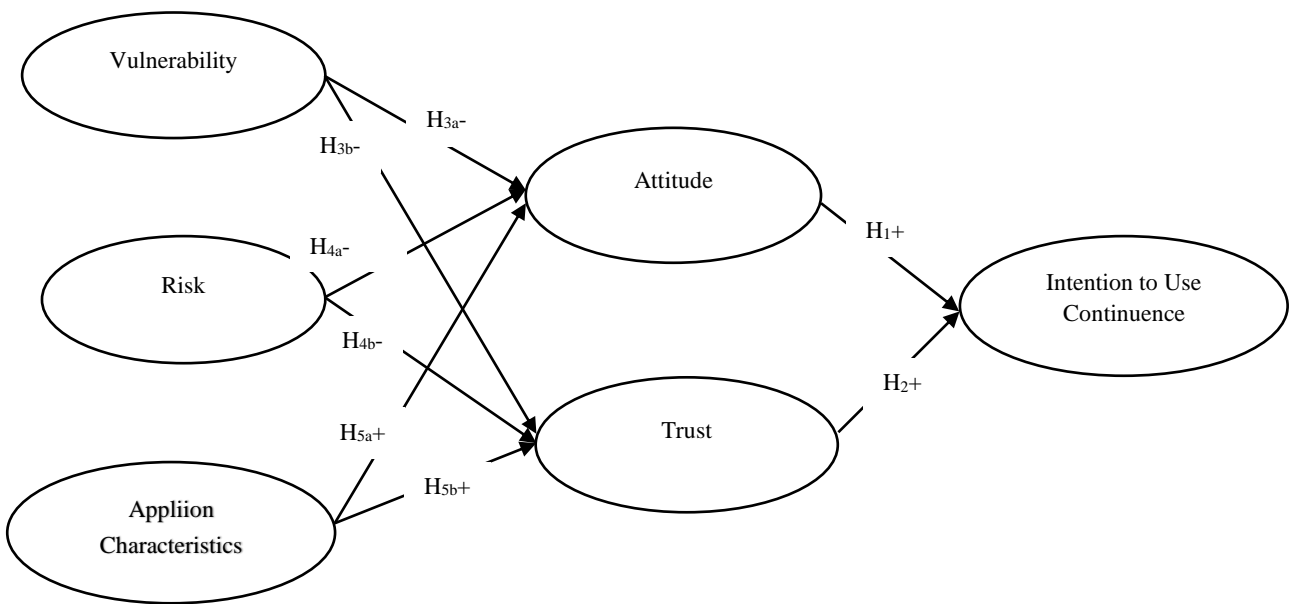 Vulnerability
H3a-
H3b-
Attitude
H1+
H4a-
Risk
Intention to Use
Continuence
H4b-
H2+
Trust
H5a+
H5b+
Appliion
Characteristics